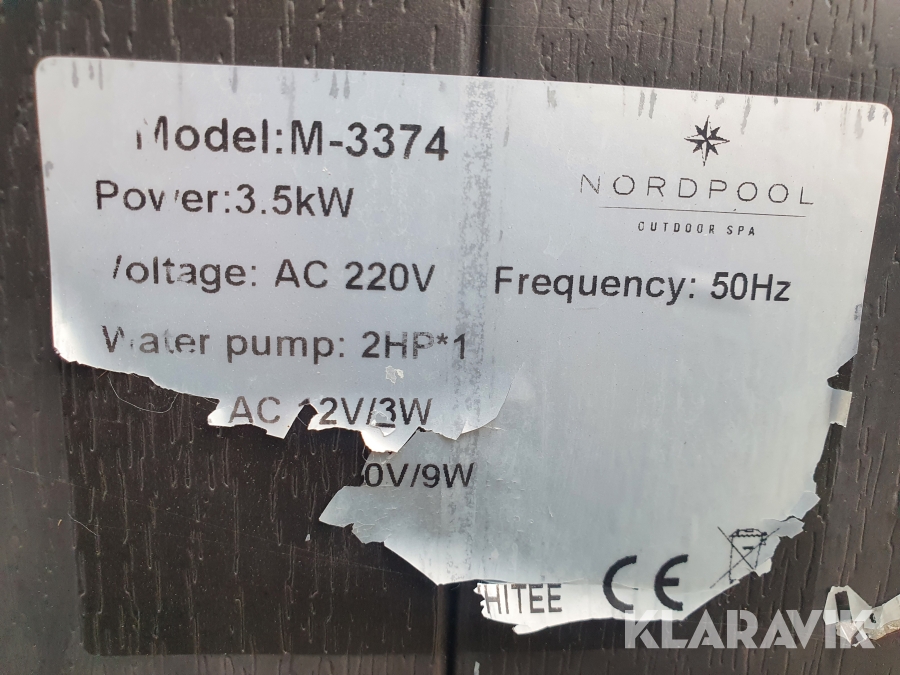 Model:M-3374
NORDPOOL
OUTDOOR SPA
Power:3.5kW
Voltage: AC 220V Frequency: 50Hz
Water pump: 2HP*1
AC 12V/3W
0V/9W
HITEE CE
KLARAVIK